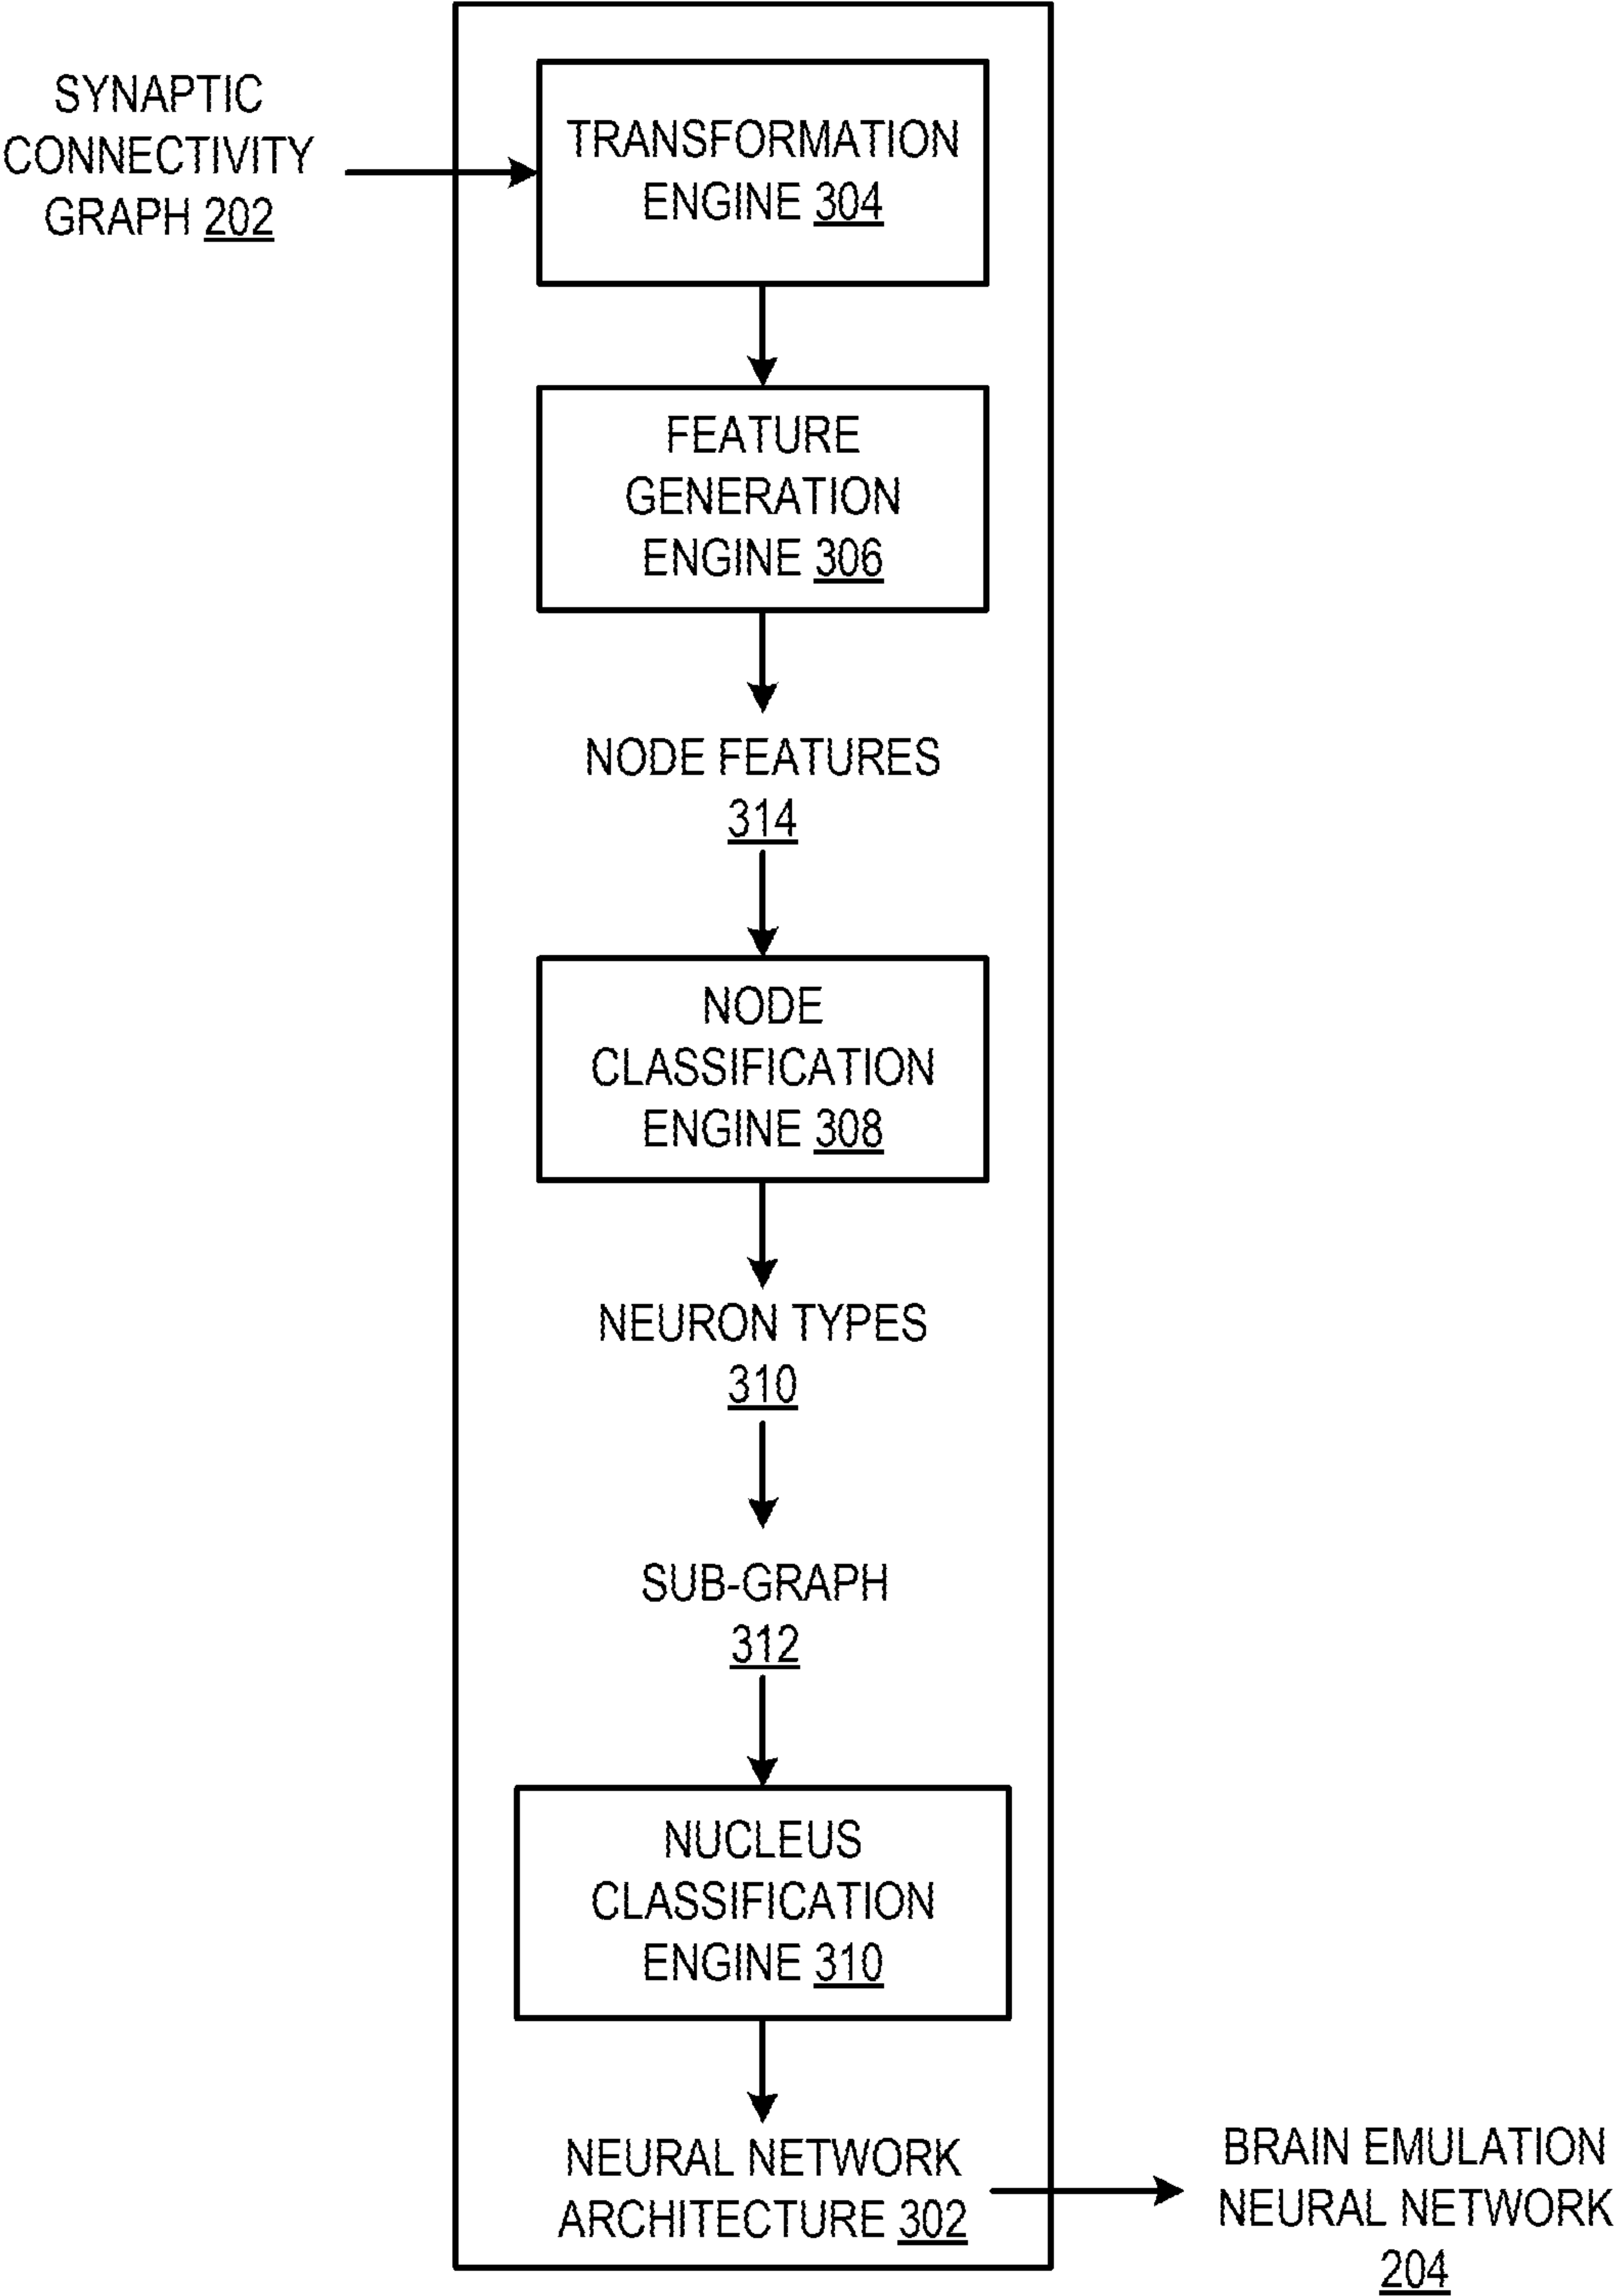 SYNAPTIC
CONNECTIVITY
GRAPH 202
TRANSFORMATION
ENGINE 304
FEATURE
GENERATION
ENGINE 306
NODE FEATURES
314
NODE
CLASSIFICATION
ENGINE 308
NEURON TYPES
310
SUB-GRAPH
312
NUCLEUS
CLASSIFICATION
ENGINE 310
NEURAL NETWORK
ARCHITECTURE 302
BRAIN EMULATION
NEURAL NETWORK
204